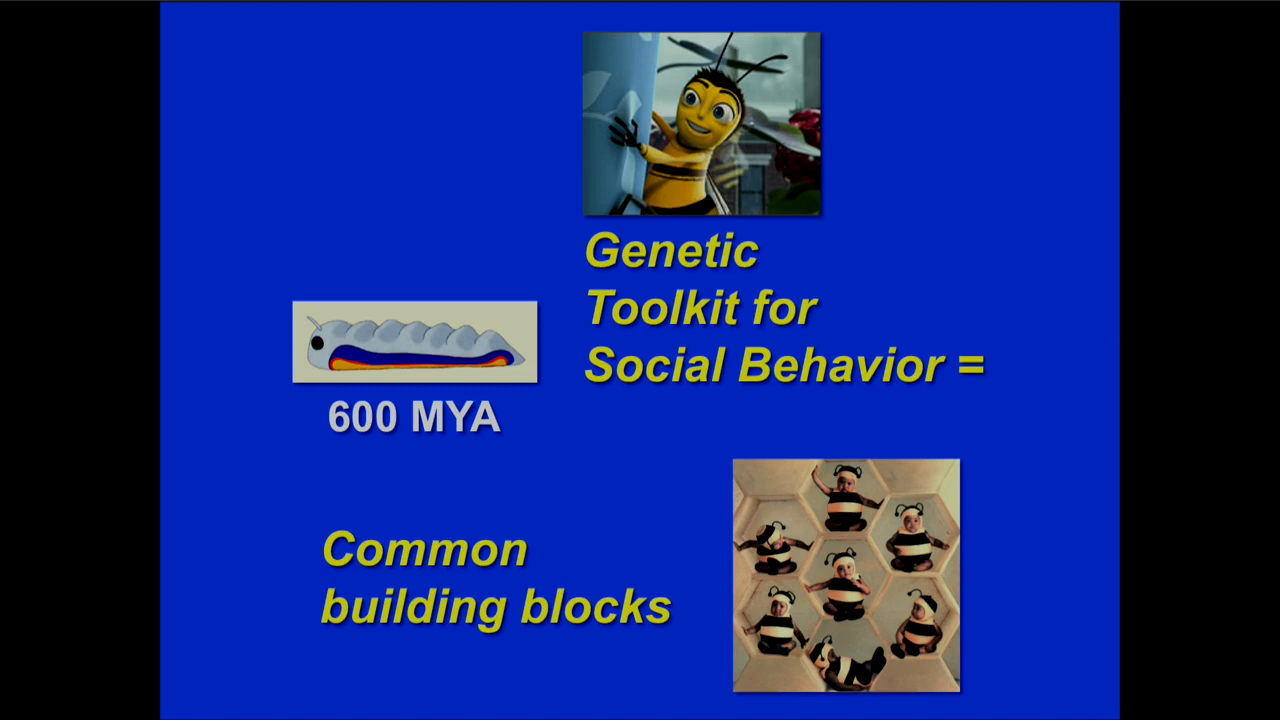 Genetic
Toolkit for
Social Behavior =
600 MYA
Common
building blocks